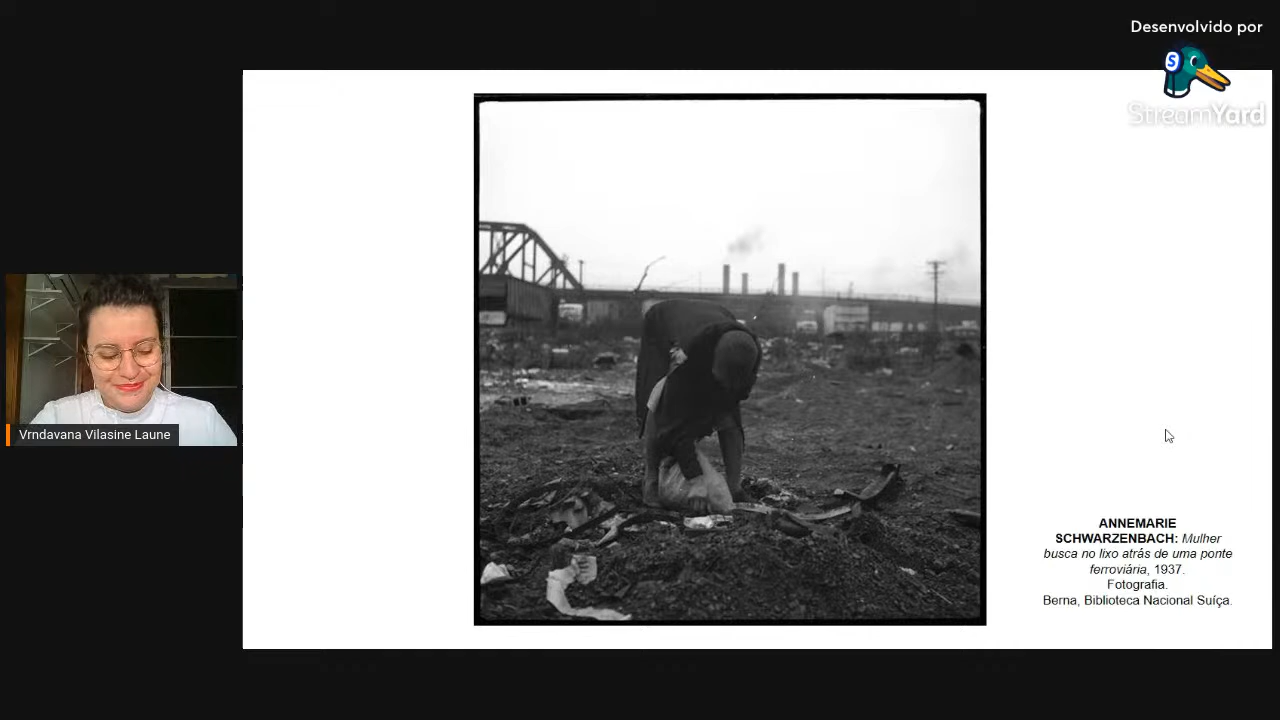 Desenvolvido por
S
StreamYard
Vrndavana Vilasine Laune
ANNEMARIE
SCHWARZENBACH: Mulher
busca no lixo atrás de uma ponte
ferroviária, 1937.
Fotografia.
Berna, Biblioteca Nacional Suíça.